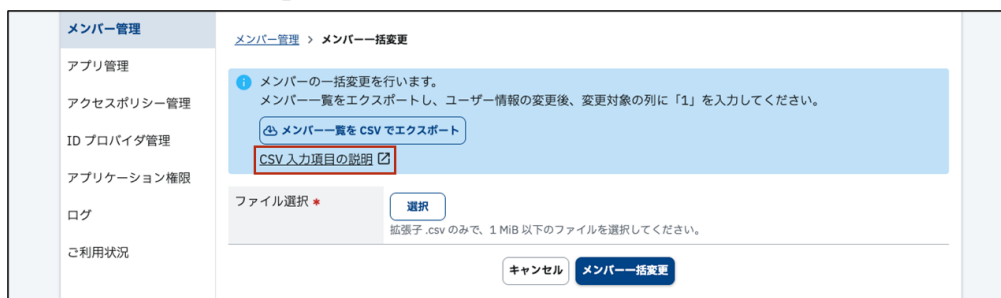 メンバー管理
アプリ管理
アクセスポリシー管理
ID プロバイダ管理
アプリケーション権限
ログ
ご利用状況
メンバー管理 > メンバー一括変更
メンバーの一括変更を行います。
メンバー一覧をエクスポートし、ユーザー情報の変更後、変更対象の列に「1」を入力してください。
メンバー一覧を CSV でエクスポート
CSV 入力項目の説明
ファイル選択 *
選択
拡張子 .csv のみで、1 MiB 以下のファイルを選択してください。
キャンセル
メンバー一括変更